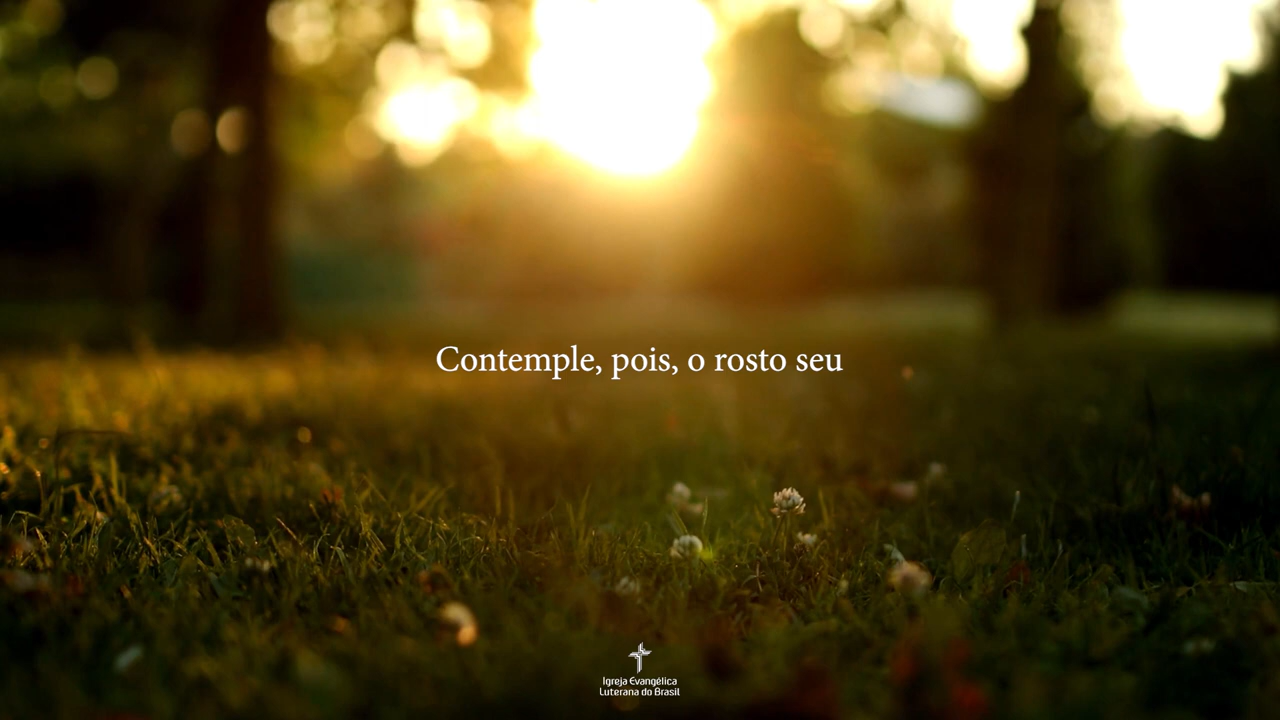 Contemple, pois, o rosto seu
Igreja Evangélica
Luterana do Brasil